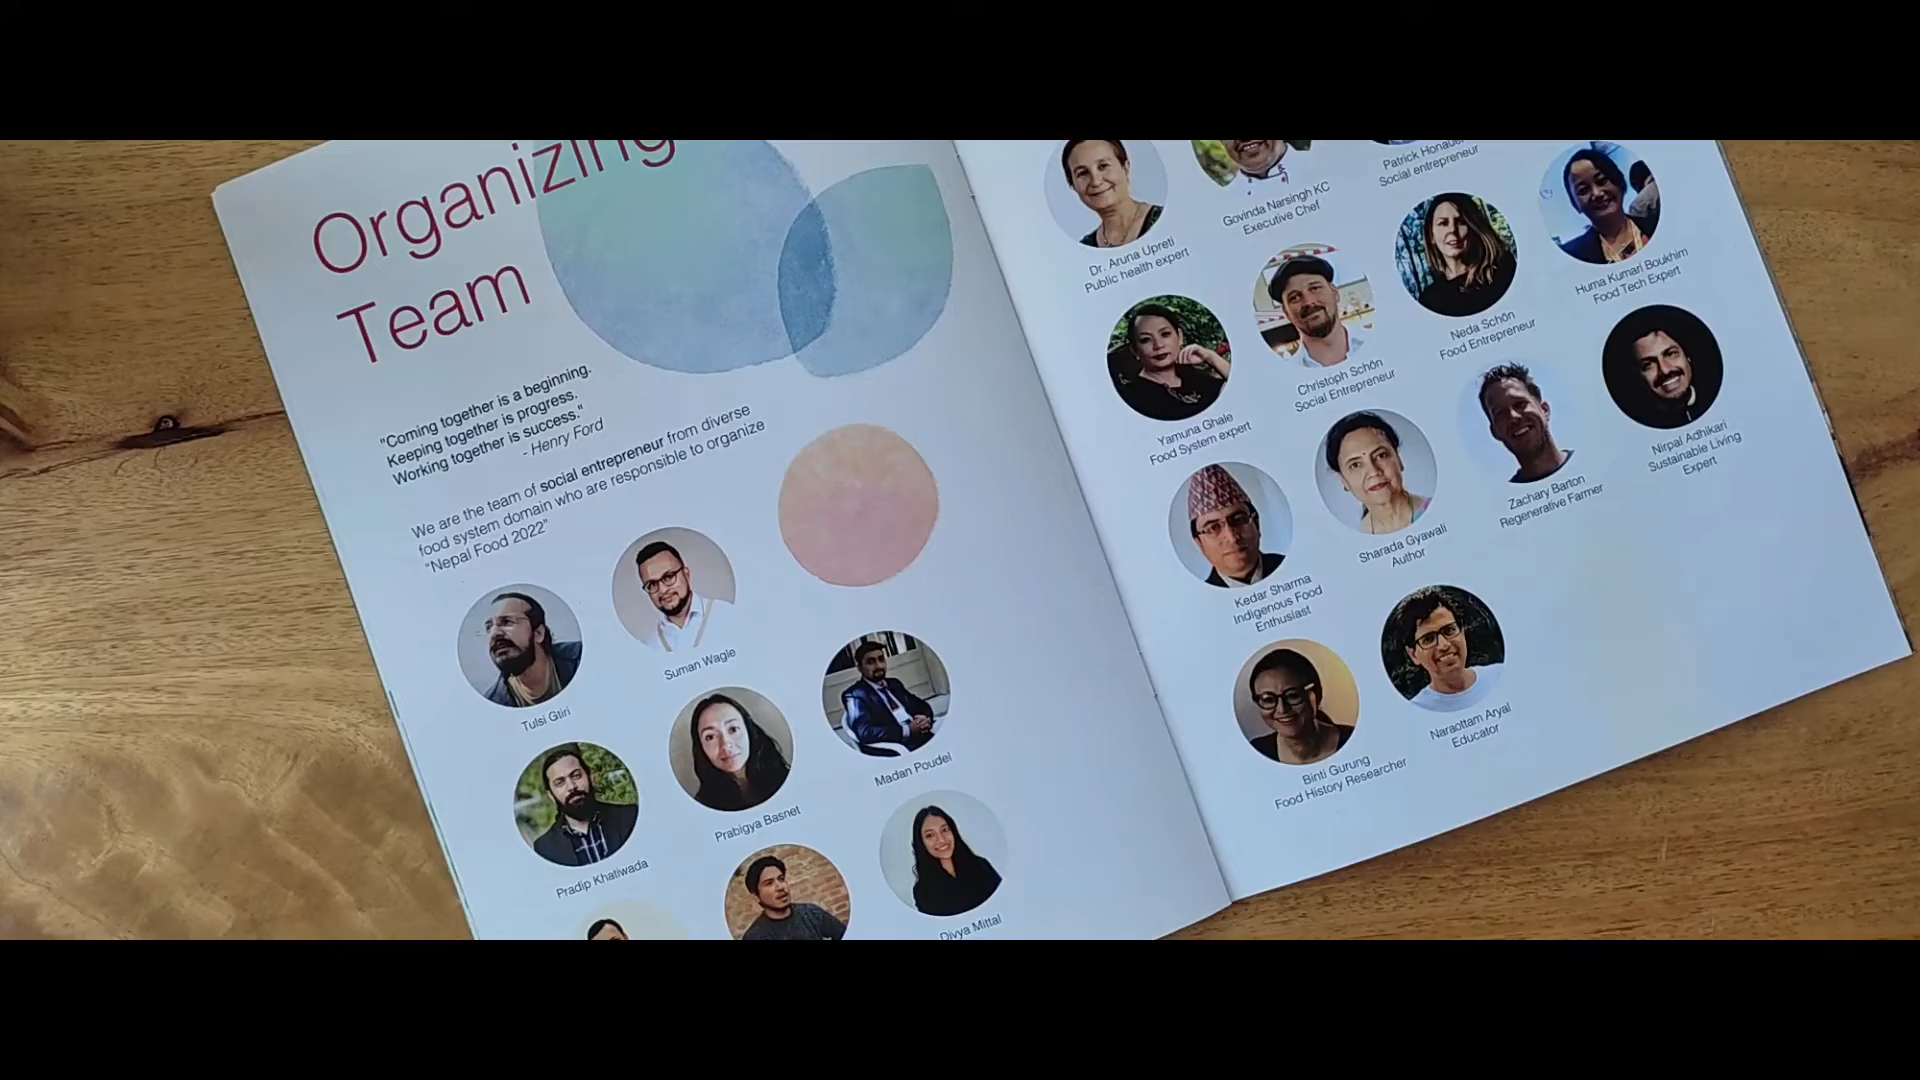 Organizing
Team
"Coming together is a beginning.
Keeping together is progress.
Working together is success."
- Henry Ford
We are the team of social entrepreneur from diverse
food system domain who are responsible to organize
"Nepal Food 2022"
Tulsi Gtiri
Suman Wagle
Pradip Khatiwada
Prabigya Basnet
Madan Poudel
Divya Mittal
Dr. Aruna Upreti
Public health expert
Govinda Narsingh KC
Executive Chef
Patrick Honauer
Social entrepreneur
Yamuna Ghale
Food System expert
Christoph Schön
Social Entrepreneur
Neda Schön
Food Entrepreneur
Huma Kumari Boukhim
Food Tech Expert
Kedar Sharma
Indigenous Food
Enthusiast
Sharada Gyawali
Author
Zachary Barton
Regenerative Farmer
Nirpal Adhikari
Sustainable Living
Expert
Binti Gurung
Food History Researcher
Naraottam Aryal
Educator